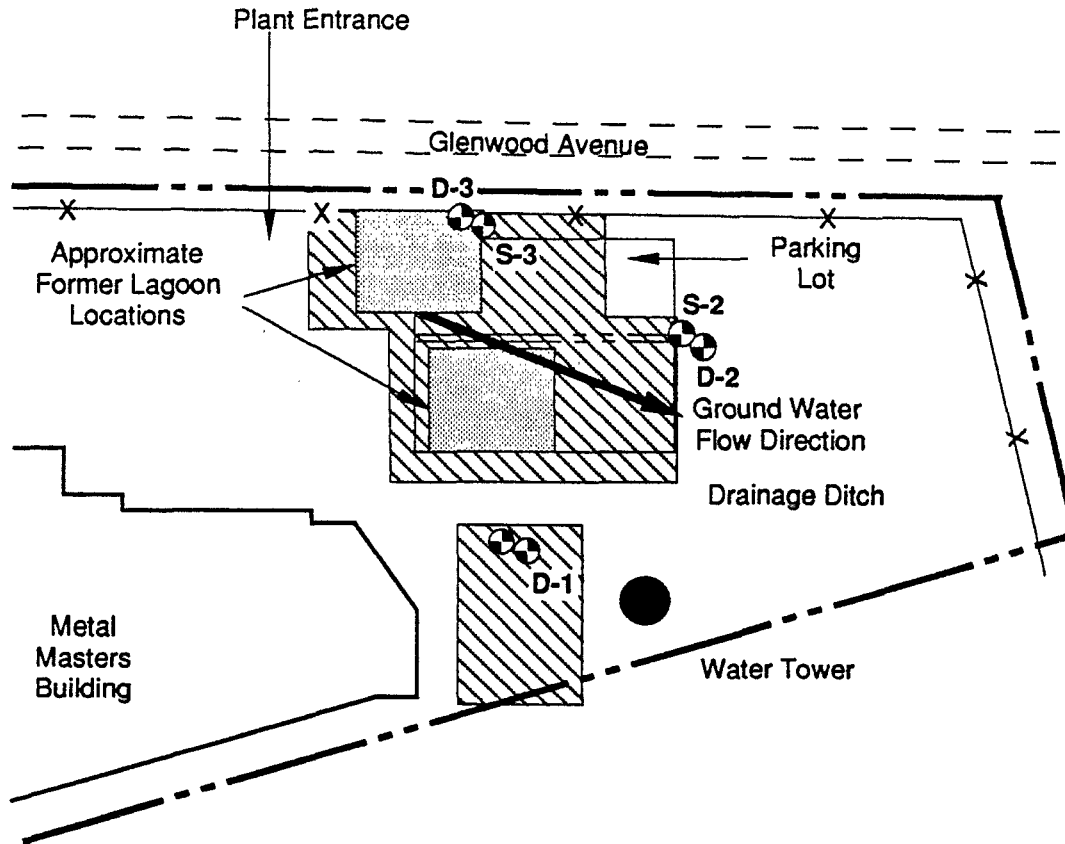 Plant Entrance
Glenwood Avenue
D-3
S-3
Approximate
Former Lagoon
Locations
Parking
Lot
S-2
D-2
Ground Water
Flow Direction
Drainage Ditch
D-1
Metal
Masters
Building
Water Tower